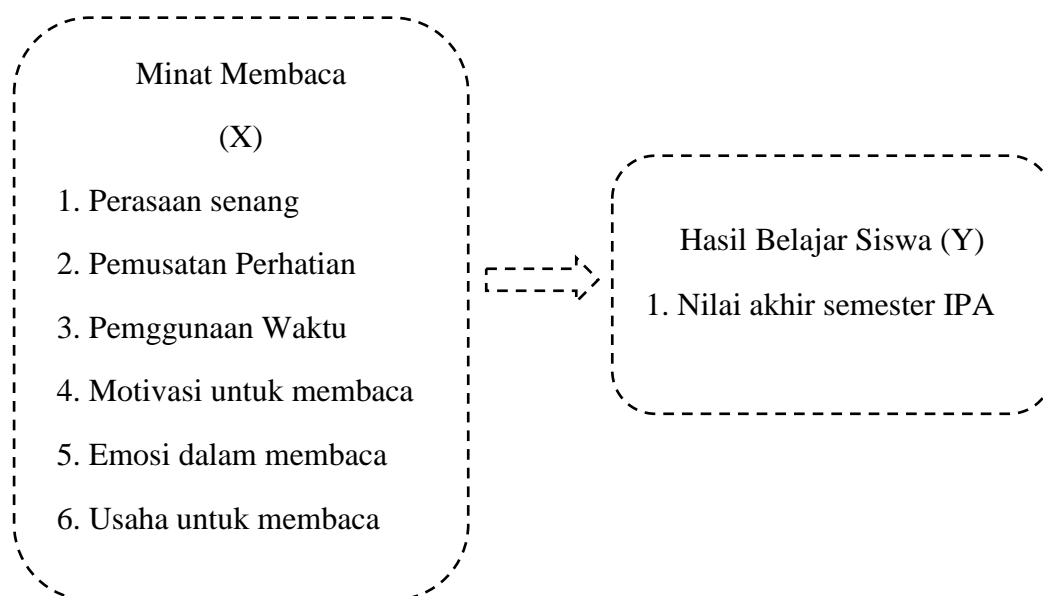 Minat Membaca
(X)
1. Perasaan senang
2. Pemusatan Perhatian
3. Pemggunaan Waktu
4. Motivasi untuk membaca
5. Emosi dalam membaca
6. Usaha untuk membaca
Hasil Belajar Siswa (Y)
1. Nilai akhir semester IPA